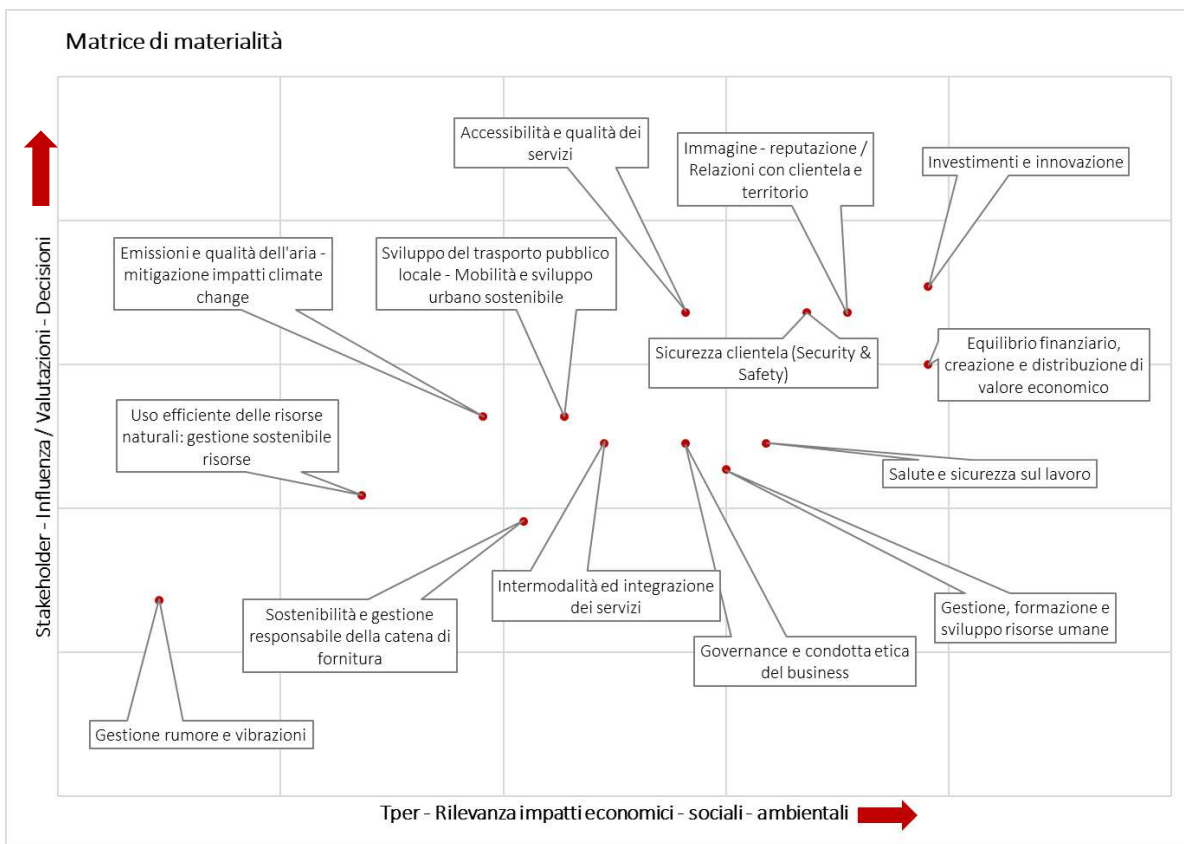 Matrice di materialità
Stakeholder - Influenza / Valutazioni - Decisioni
Accessibilità e qualità dei
servizi
Immagine - reputazione /
Relazioni con clientela e
territorio
Investimenti e innovazione
Emissioni e qualità dell'aria -
mitigazione impatti climate
change
Sviluppo del trasporto pubblico
locale - Mobilità e sviluppo
urbano sostenibile
Sicurezza clientela (Security &
Safety)
Equilibrio finanziario,
creazione e distribuzione di
valore economico
Uso efficiente delle risorse
naturali: gestione sostenibile
risorse
Salute e sicurezza sul lavoro
Intermodalità ed integrazione
dei servizi
Sostenibilità e gestione
responsabile della catena di
fornitura
Gestione, formazione e
sviluppo risorse umane
Governance e condotta etica
del business
Gestione rumore e vibrazioni
Tper - Rilevanza impatti economici - sociali - ambientali